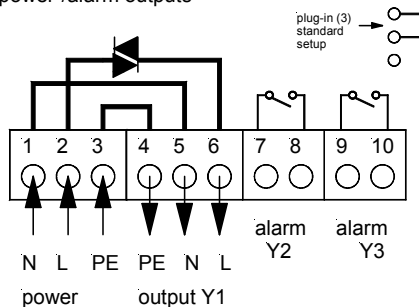 power /alarm outputs
plug-in (3)
standard
setup
1 2 3 4 5 6 7 8 9 10
N L PE PE N L
alarm
Y2
alarm
Y3
power
output Y1